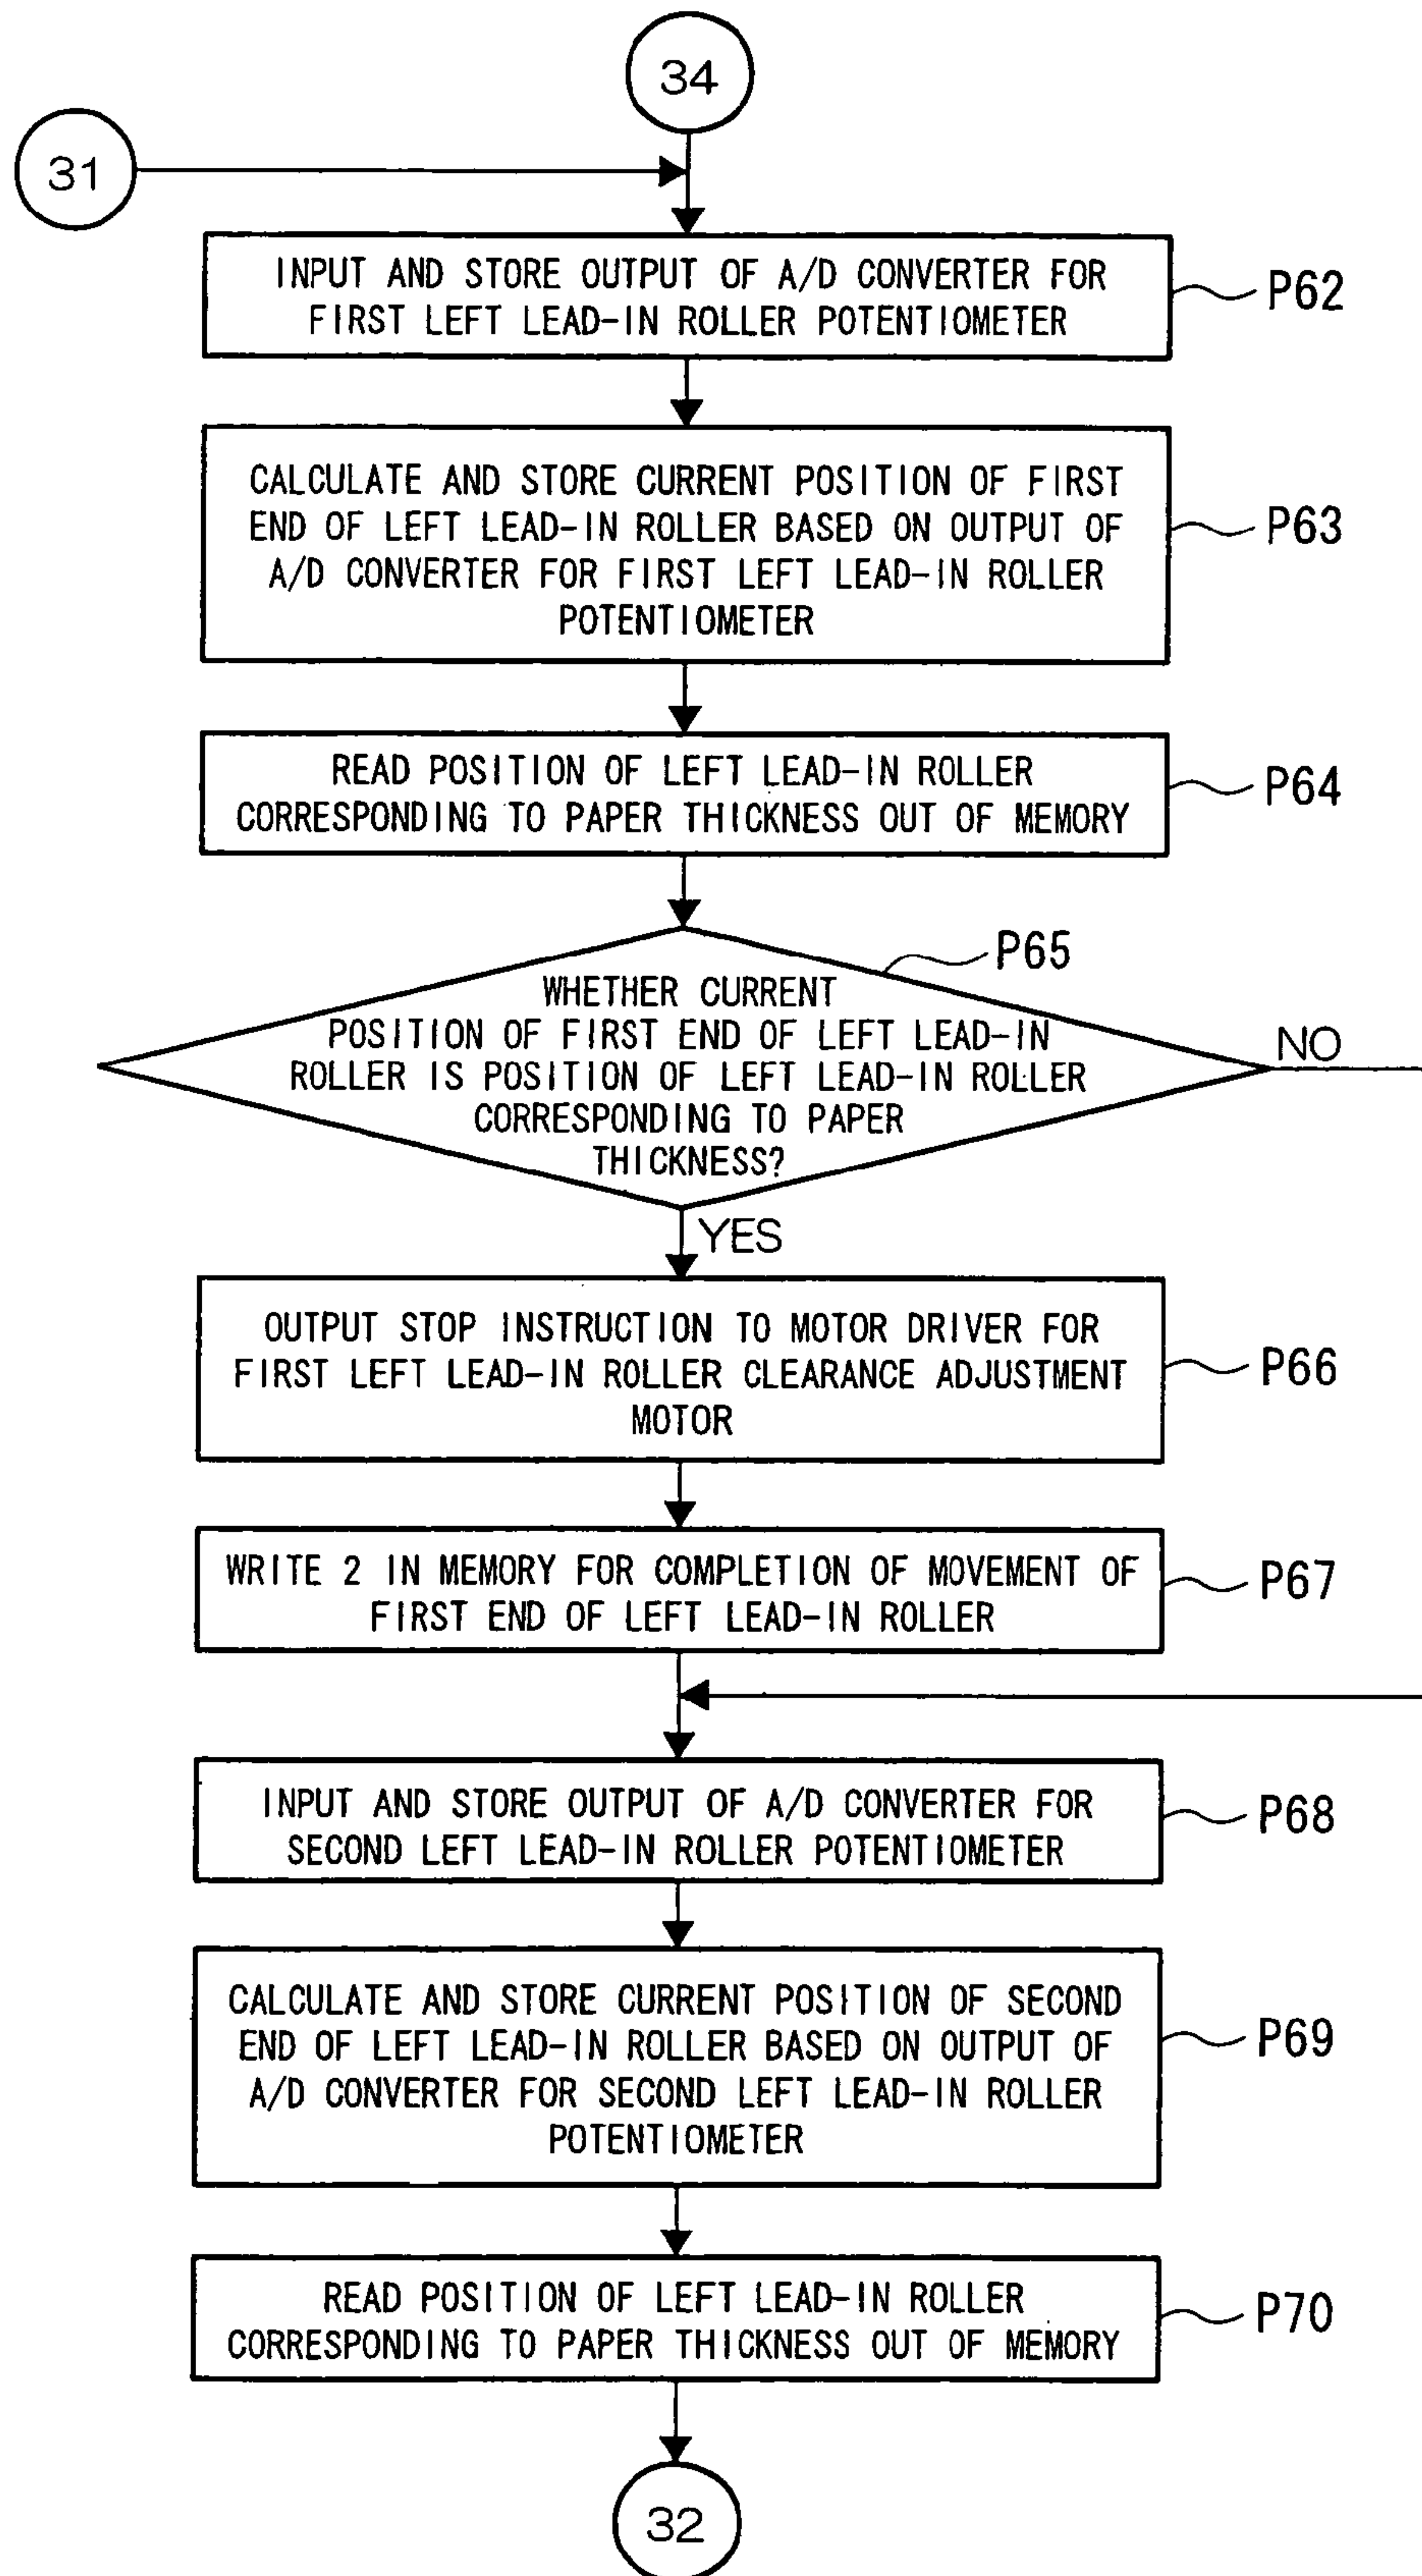 34
31
INPUT AND STORE OUTPUT OF A/D CONVERTER FOR
FIRST LEFT LEAD-IN ROLLER POTENTIOMETER
P62
CALCULATE AND STORE CURRENT POSITION OF FIRST
END OF LEFT LEAD-IN ROLLER BASED ON OUTPUT OF
A/D CONVERTER FOR FIRST LEFT LEAD-IN ROLLER
POTENTIOMETER
P63
READ POSITION OF LEFT LEAD-IN ROLLER
CORRESPONDING TO PAPER THICKNESS OUT OF MEMORY
P64
P65
WHETHER CURRENT
POSITION OF FIRST END OF LEFT LEAD-IN
ROLLER IS POSITION OF LEFT LEAD-IN ROLLER
CORRESPONDING TO PAPER
THICKNESS?
NO
YES
OUTPUT STOP INSTRUCTION TO MOTOR DRIVER FOR
FIRST LEFT LEAD-IN ROLLER CLEARANCE ADJUSTMENT
MOTOR
P66
WRITE 2 IN MEMORY FOR COMPLETION OF MOVEMENT OF
FIRST END OF LEFT LEAD-IN ROLLER
P67
INPUT AND STORE OUTPUT OF A/D CONVERTER FOR
SECOND LEFT LEAD-IN ROLLER POTENTIOMETER
P68
CALCULATE AND STORE CURRENT POSITION OF SECOND
END OF LEFT LEAD-IN ROLLER BASED ON OUTPUT OF
A/D CONVERTER FOR SECOND LEFT LEAD-IN ROLLER
POTENTIOMETER
P69
READ POSITION OF LEFT LEAD-IN ROLLER
CORRESPONDING TO PAPER THICKNESS OUT OF MEMORY
P70
32